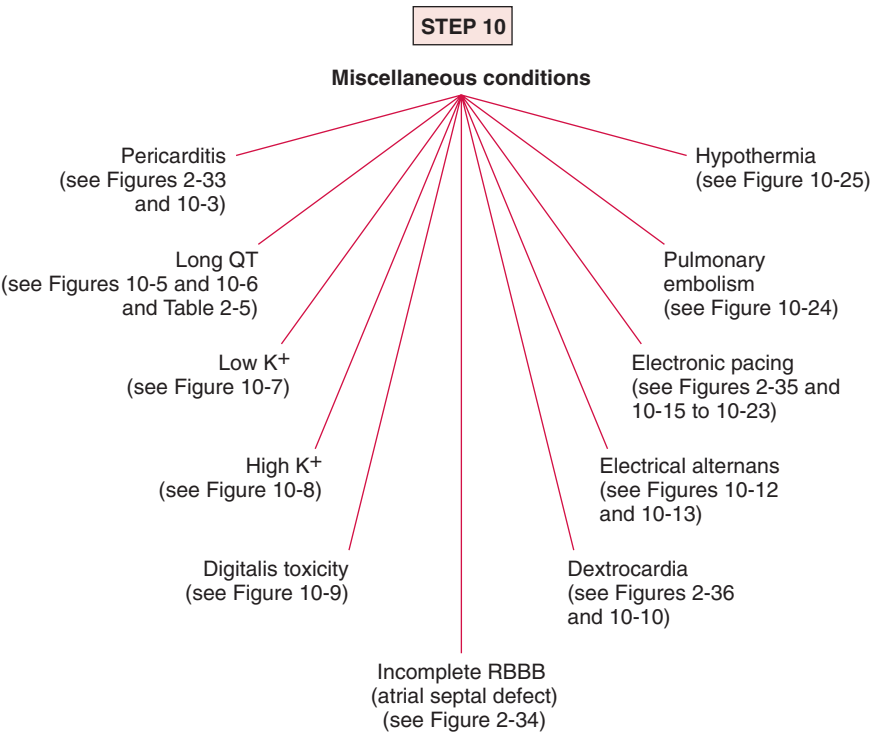 STEP 10
Miscellaneous conditions
Pericarditis
(see Figures 2-33
and 10-3)
Long QT
(see Figures 10-5 and 10-6
and Table 2-5)
Low K+
(see Figure 10-7)
High K+
(see Figure 10-8)
Digitalis toxicity
(see Figure 10-9)
Incomplete RBBB
(atrial septal defect)
(see Figure 2-34)
Dextrocardia
(see Figures 2-36
and 10-10)
Electrical alternans
(see Figures 10-12
and 10-13)
Electronic pacing
(see Figures 2-35 and
10-15 to 10-23)
Pulmonary
embolism
(see Figure 10-24)
Hypothermia
(see Figure 10-25)